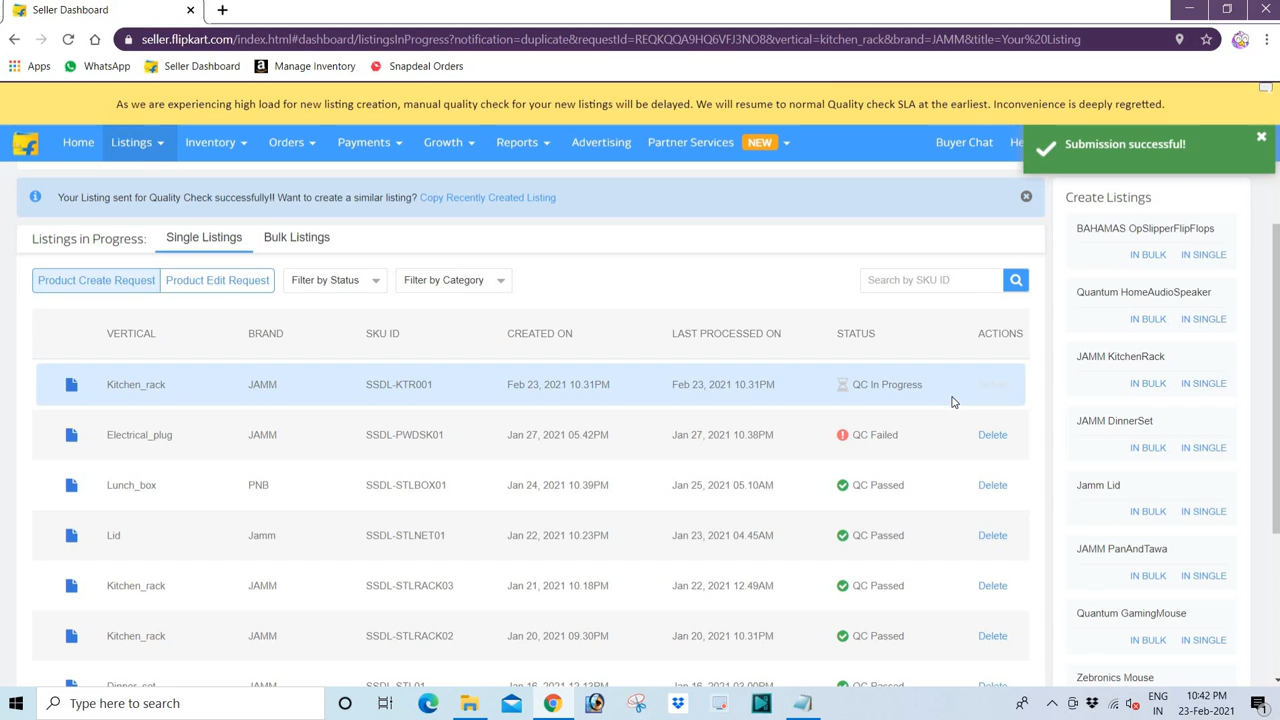 Seller Dashboard
seller.flipkart.com/index.html#dashboard/listingsInProgress?notification=duplicate&requestId=REQKQQA9HQ6VFJ3NO8&vertical=kitchen_rack&brand=JAMM&title=Your%20Listing
Apps WhatsApp Seller Dashboard Manage Inventory Snapdeal Orders
As we are experiencing high load for new listing creation, manual quality check for your new listings will be delayed. We will resume to normal Quality check SLA at the earliest. Inconvenience is deeply regretted.
Home Listings Inventory Orders Payments Growth Reports Advertising Partner Services NEW Buyer Chat He
Submission successful!
Your Listing sent for Quality Check successfully!! Want to create a similar listing? Copy Recently Created Listing
Listings in Progress: Single Listings Bulk Listings
Product Create Request Product Edit Request Filter by Status Filter by Category Search by SKU ID
VERTICAL BRAND SKU ID CREATED ON LAST PROCESSED ON STATUS ACTIONS
Kitchen_rack JAMM SSDL-KTR001 Feb 23, 2021 10.31PM Feb 23, 2021 10.31PM QC In Progress
Electrical_plug JAMM SSDL-PWDSK01 Jan 27, 2021 05.42PM Jan 27, 2021 10.38PM QC Failed Delete
Lunch_box PNB SSDL-STLBOX01 Jan 24, 2021 10.39PM Jan 25, 2021 05.10AM QC Passed Delete
Lid Jamm SSDL-STLNET01 Jan 22, 2021 10.23PM Jan 23, 2021 04.45AM QC Passed Delete
Kitchen_rack JAMM SSDL-STLRACK03 Jan 21, 2021 10.18PM Jan 22, 2021 12.49AM QC Passed Delete
Kitchen_rack JAMM SSDL-STLRACK02 Jan 20, 2021 09.30PM Jan 20, 2021 10.31PM QC Passed Delete
Create Listings
BAHAMAS OpSlipperFlipFlops
IN BULK IN SINGLE
Quantum HomeAudioSpeaker
IN BULK IN SINGLE
JAMM KitchenRack
IN BULK IN SINGLE
JAMM DinnerSet
IN BULK IN SINGLE
Jamm Lid
IN BULK IN SINGLE
JAMM PanAndTawa
IN BULK IN SINGLE
Quantum GamingMouse
IN BULK IN SINGLE
Zebronics Mouse
Type here to search
ENG
IN
10:42 PM
23-Feb-2021
1